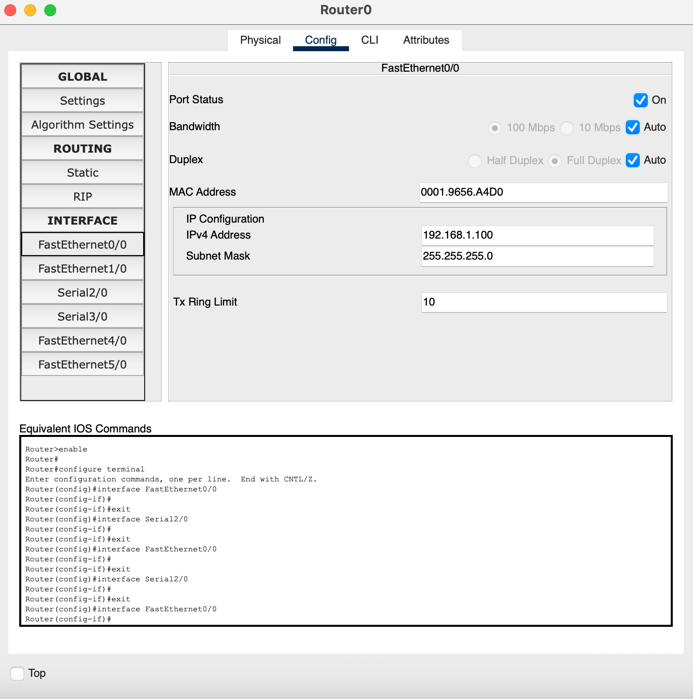 Router0
Physical Config CLI Attributes
GLOBAL
Settings
Algorithm Settings
ROUTING
Static
RIP
INTERFACE
FastEthernet0/0
FastEthernet1/0
Serial2/0
Serial3/0
FastEthernet4/0
FastEthernet5/0
FastEthernet0/0
Port Status On
Bandwidth 100 Mbps 10 Mbps Auto
Duplex Half Duplex Full Duplex Auto
MAC Address 0001.9656.A4D0
IP Configuration
IPv4 Address 192.168.1.100
Subnet Mask 255.255.255.0
Tx Ring Limit 10
Equivalent IOS Commands
Router>enable
Router#
Router#configure terminal
Enter configuration commands, one per line.  End with CNTL/Z.
Router(config)#interface FastEthernet0/0
Router(config-if)#
Router(config-if)#exit
Router(config)#interface Serial2/0
Router(config-if)#
Router(config-if)#exit
Router(config)#interface FastEthernet0/0
Router(config-if)#
Router(config-if)#exit
Router(config)#interface Serial2/0
Router(config-if)#
Router(config-if)#exit
Router(config)#interface FastEthernet0/0
Router(config-if)#
Top